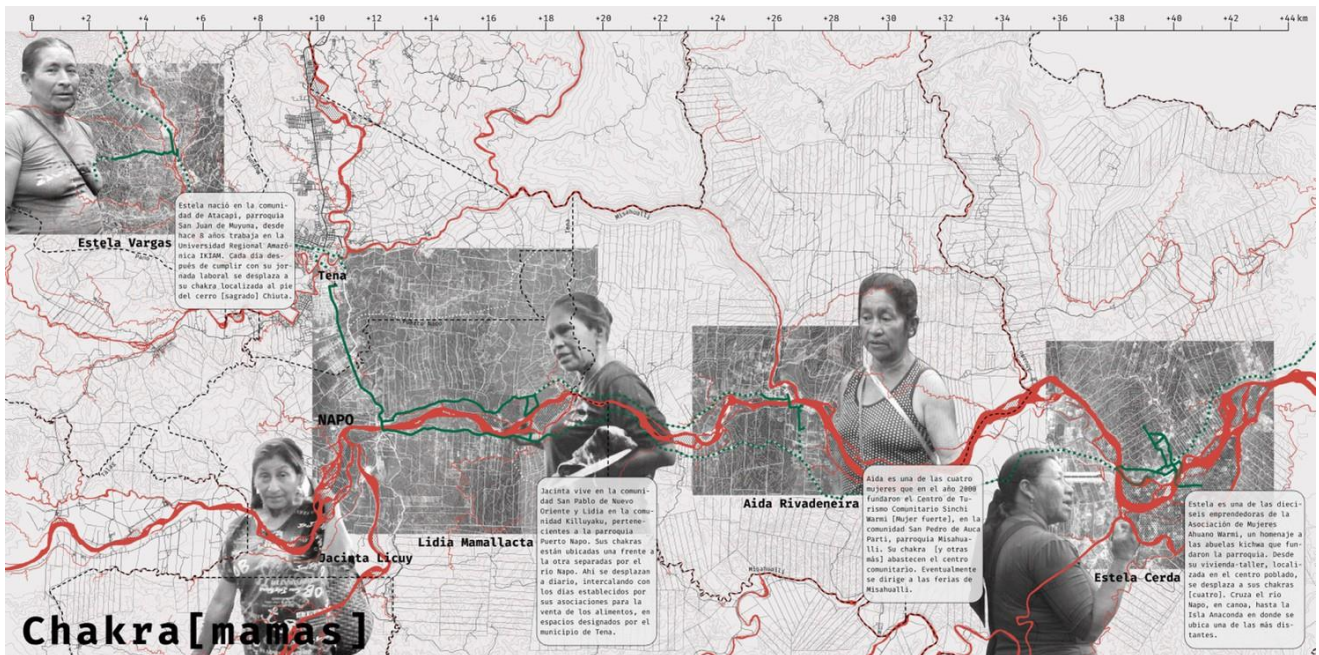 0 +2 +4 +6 +8 +10 +12 +14 +16 +18 +20 +22 +24 +26 +28 +30 +32 +34 +36 +38 +40 +42 +44 km
Estela Vargas
Estela nació en la comuni-
dad de Atacapi, parroquia
San Juan de Muyuna, desde
hace 8 años trabaja en la
Universidad Regional Amazó-
nica IKIAM. Cada día des-
pués de cumplir con su jor-
nada laboral se desplaza a
su chakra localizada al pie
del cerro [sagrado] Chiuta.
Misahualli
Tena
Tena
NAPO
Talag
Jacinta Licuy
Lidia Mamallacta
Jacinta vive en la comuni-
dad San Pablo de Nuevo
Oriente y Lidia en la comu-
nidad Killuyaku, pertene-
cientes a la parroquia
Puerto Napo. Sus chakras
están ubicadas una frente a
la otra separadas por el
río Napo. Ahí se desplazan
a diario, intercalando con
los días establecidos por
sus asociaciones para la
venta de los alimentos, en
espacios designados por el
municipio de Tena.
Aida Rivadeneira
Aida es una de las cuatro
mujeres que en el año 2000
fundaron el Centro de Tu-
rismo Comunitario Sinchi
Warmi [Mujer fuerte], en la
comunidad San Pedro de Auca
Parti, parroquia Misahua-
lli. Su chakra [y otras
más] abastecen el centro
comunitario. Eventualmente
se dirige a las ferias de
Misahualli.
Misahualli
Estela Cerda
Estela es una de las dieci-
seis emprendedoras de la
Asociación de Mujeres
Ahuano Warmi, un homenaje a
las abuelas kichwa que fun-
daron la parroquia. Desde
su vivienda-taller, locali-
zada en el centro poblado,
se desplaza a sus chakras
[cuatro]. Cruza el río
Napo, en canoa, hasta la
Isla Anaconda en donde se
ubica una de las más dis-
tantes.
Chakra[mamas]